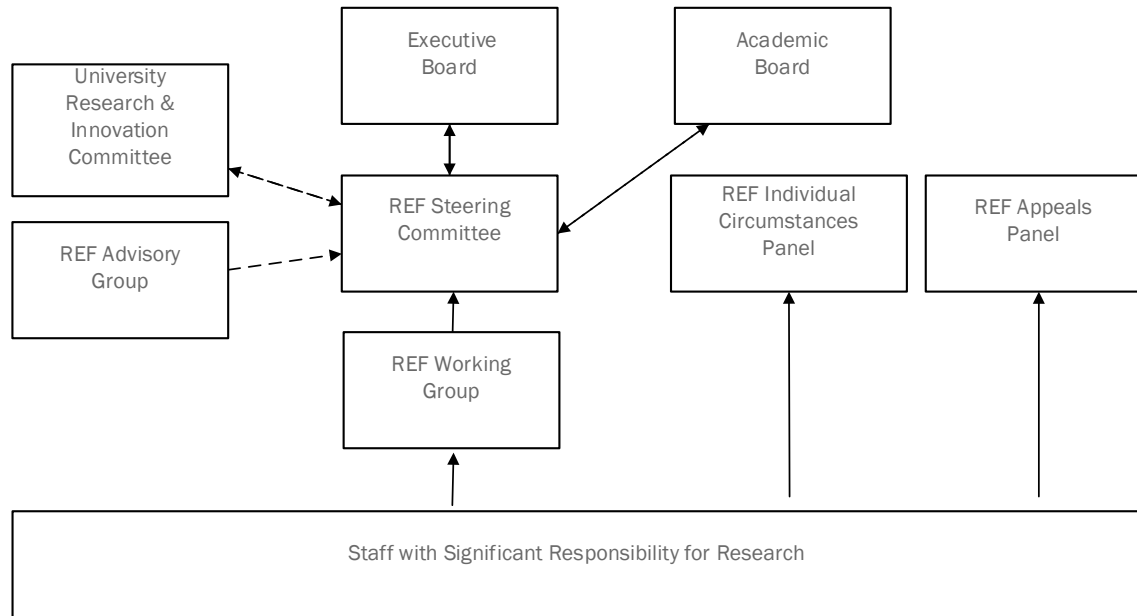 Executive
Board
Academic
Board
University
Research &
Innovation
Committee
REF Steering
Committee
REF Individual
Circumstances
Panel
REF Appeals
Panel
REF Advisory
Group
REF Working
Group
Staff with Significant Responsibility for Research